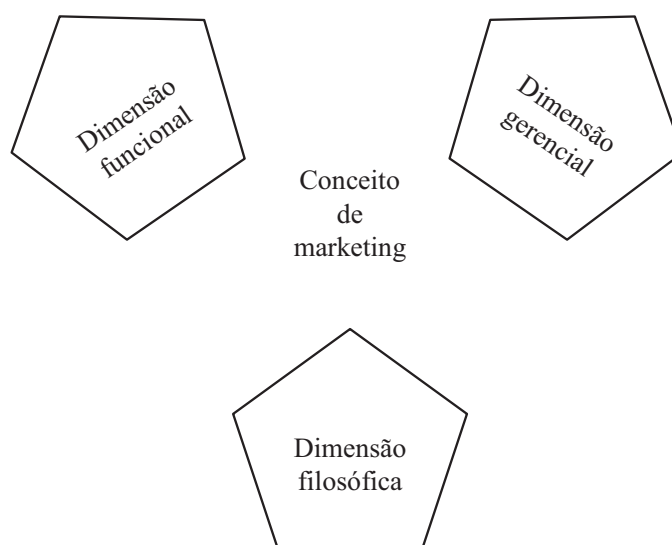 Dimensão
funcional
Dimensão
gerencial
Conceito
de
marketing
Dimensão
filosófica